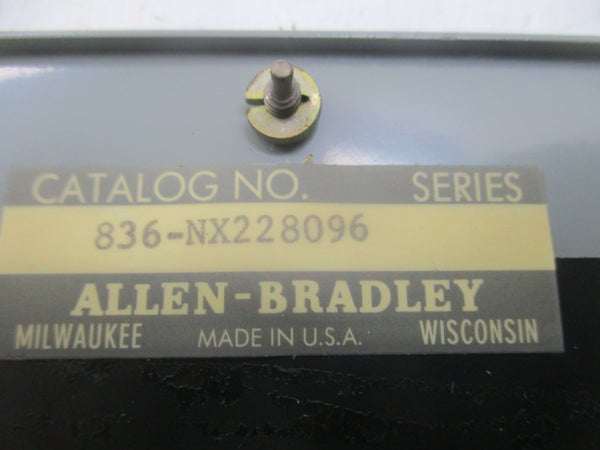 CATALOG NO. SERIES
836-NX228096
ALLEN-BRADLEY
MILWAUKEE MADE IN U.S.A. WISCONSIN